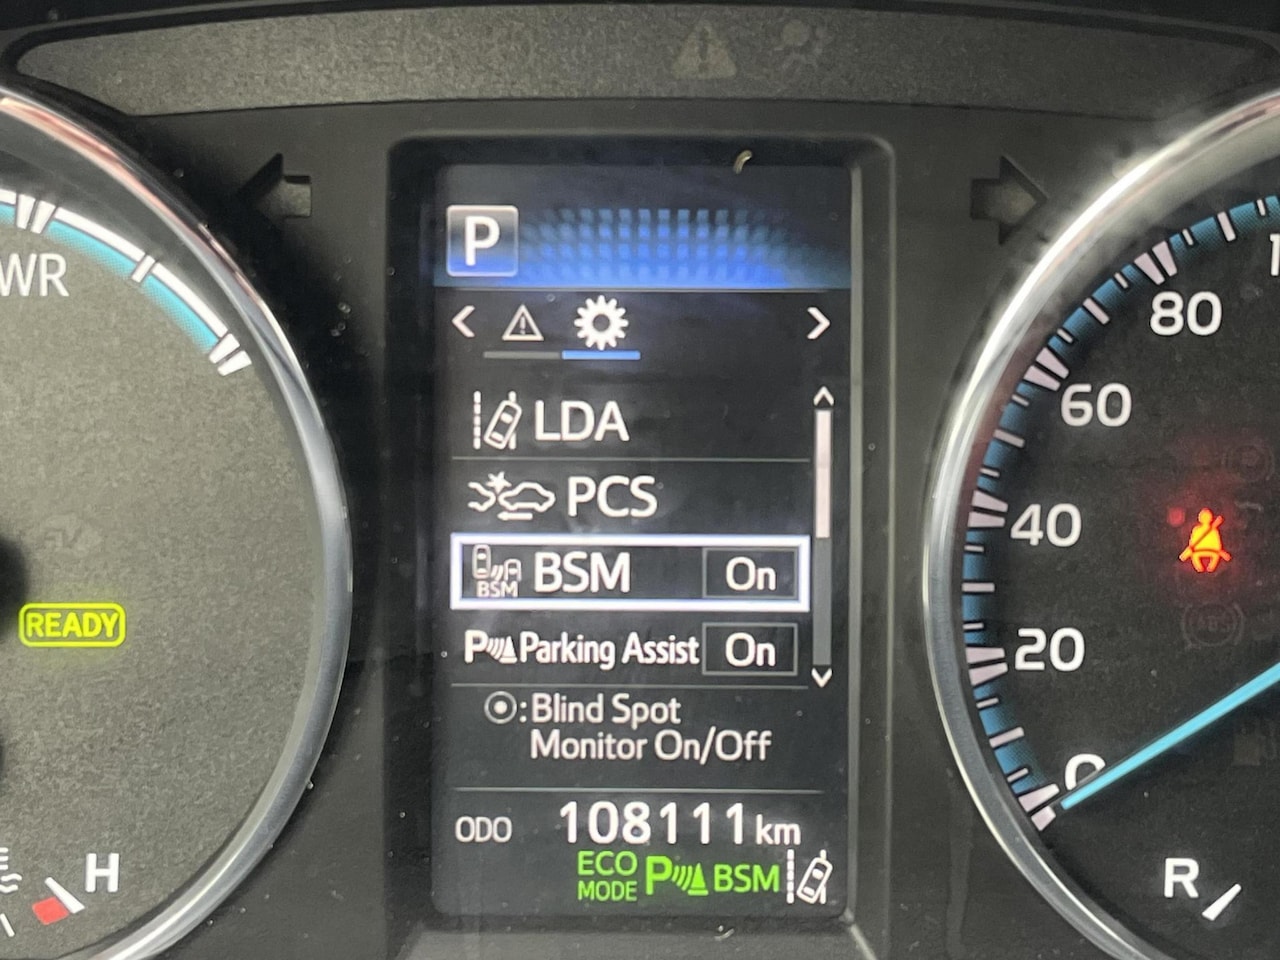 P
WR
LDA
PCS
BSM BSM On
P Parking Assist On
: Blind Spot
Monitor On/Off
ODO 108111 km
ECO
MODE P BSM
READY
H
80
60
40
20
0
R